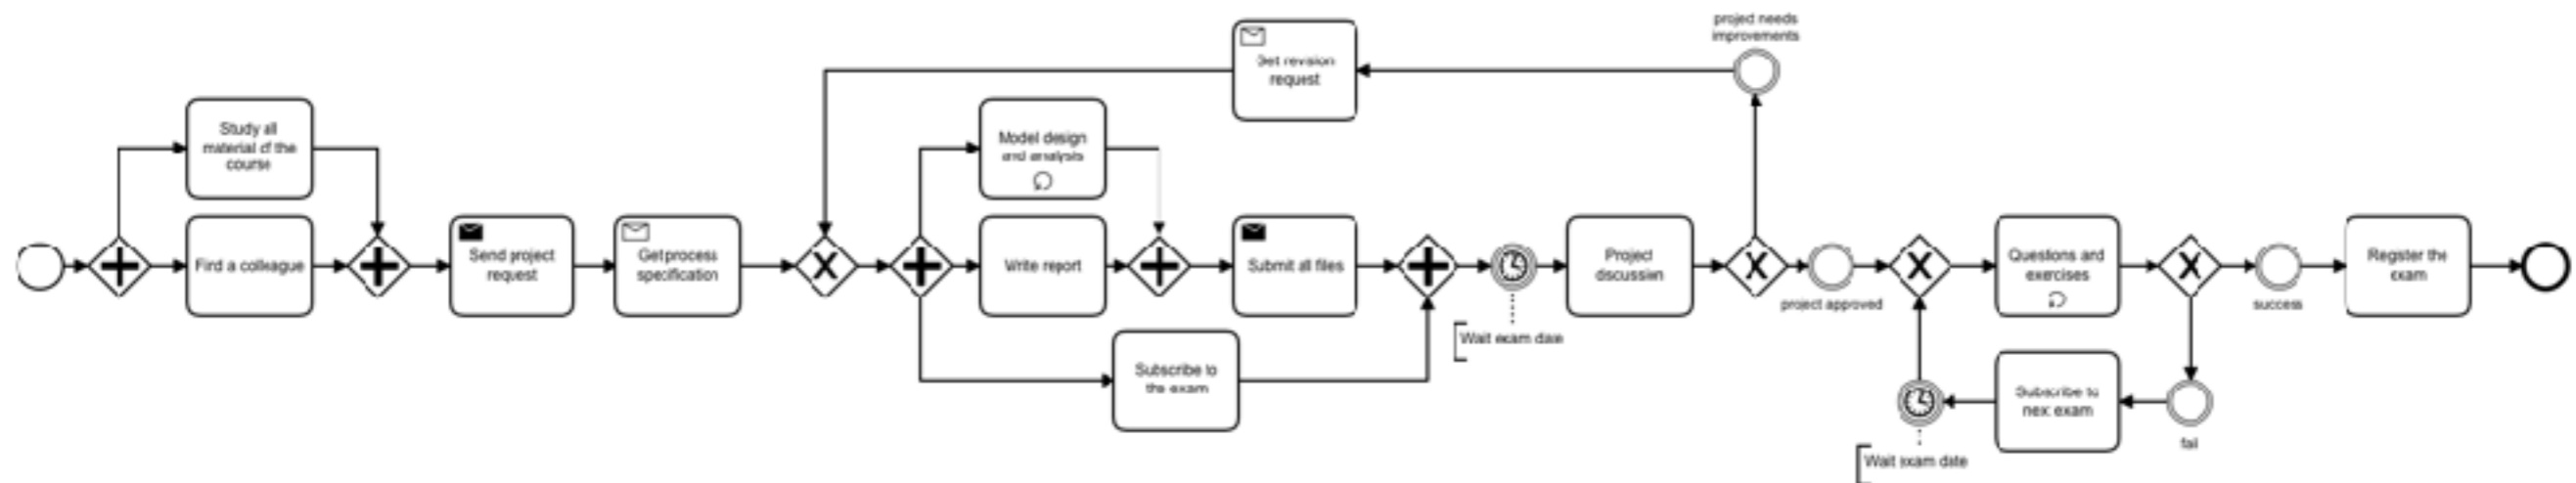 project needs
improvements
Get revision
request
Study all
material of the
course
Model design
and analysis
Find a colleague
Send project
request
Get process
specification
Write report
Submit all files
Project
discussion
project approved
Questions and
exercises
success
Register the
exam
Wait exam date
Subscribe to
the exam
Subscribe to
next exam
fail
Wait exam date